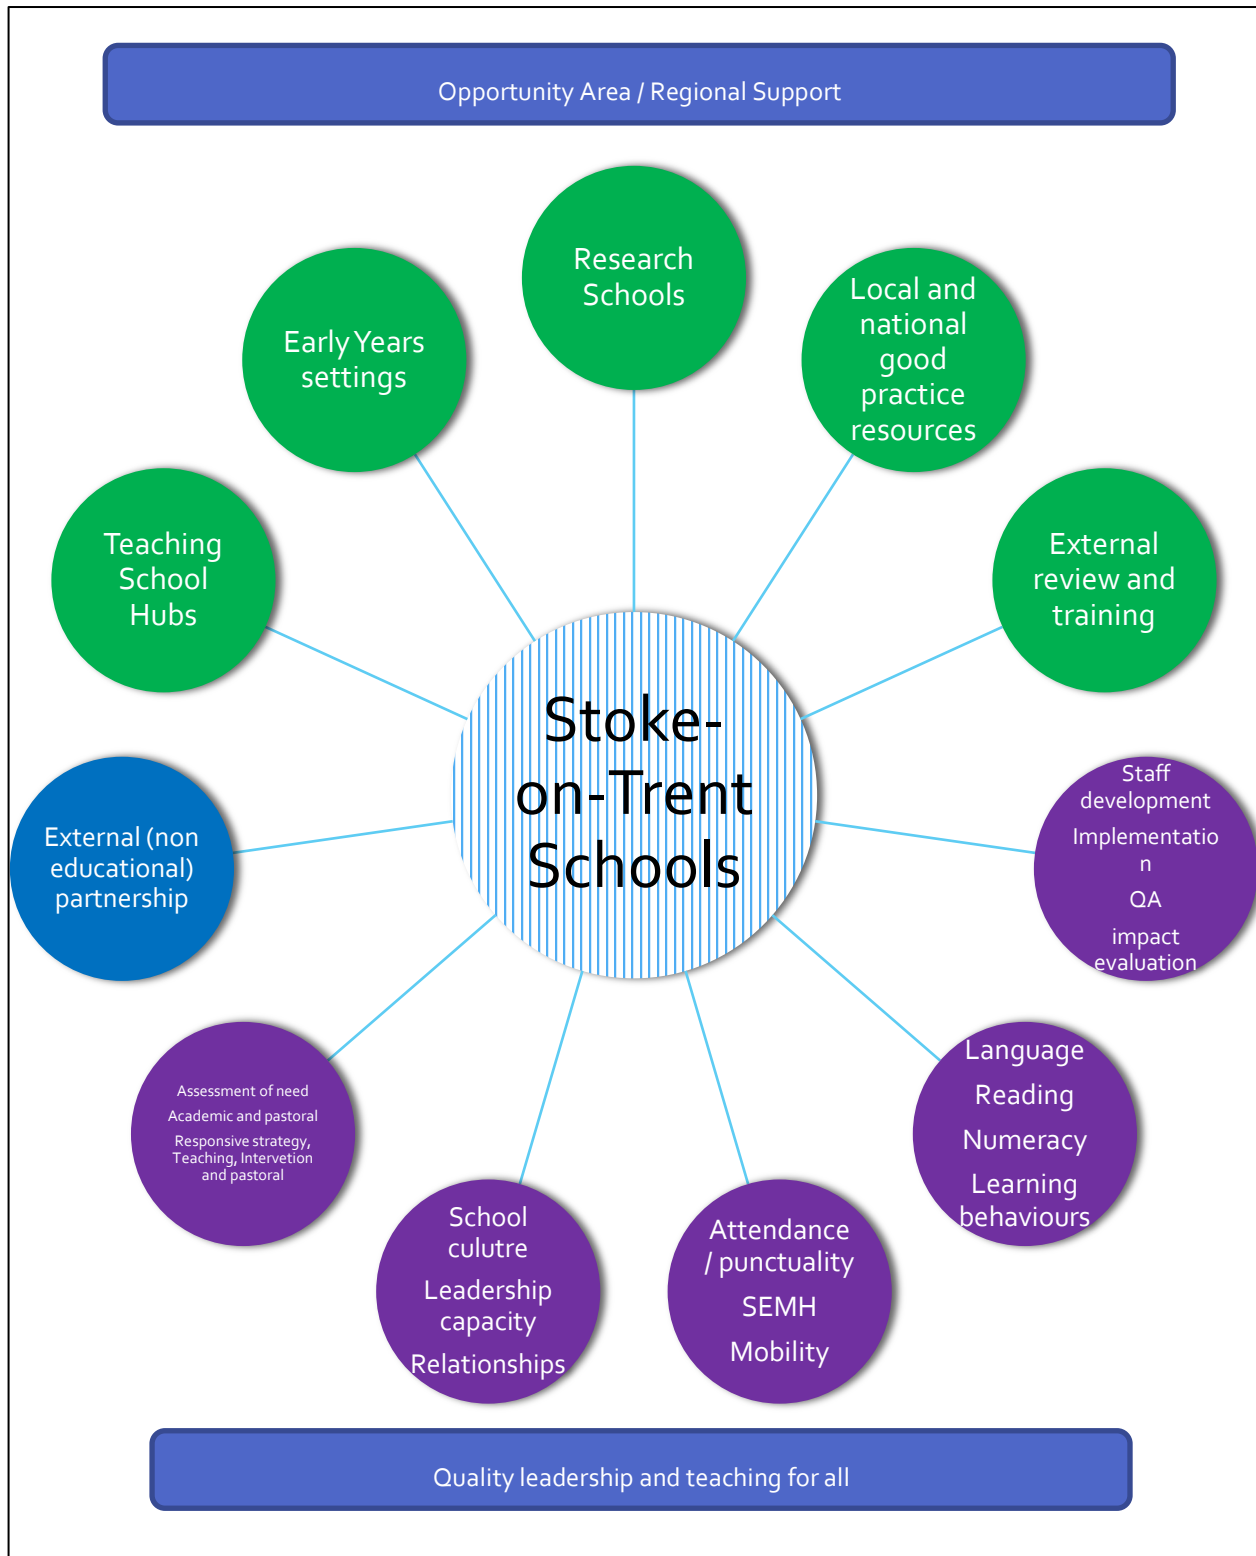 Opportunity Area / Regional Support
Research
Schools
Local and
national
good
practice
resources
Early Years
settings
External
review and
training
Teaching
School
Hubs
Stoke-
on-Trent
Schools
Staff
development
Implementatio
n
QA
impact
evaluation
External (non
educational)
partnership
Language
Reading
Numeracy
Learning
behaviours
Assessment of need
Academic and pastoral
Responsive strategy,
Teaching, Intervetion
and pastoral
School
culutre
Leadership
capacity
Relationships
Attendance
/ punctuality
SEMH
Mobility
Quality leadership and teaching for all